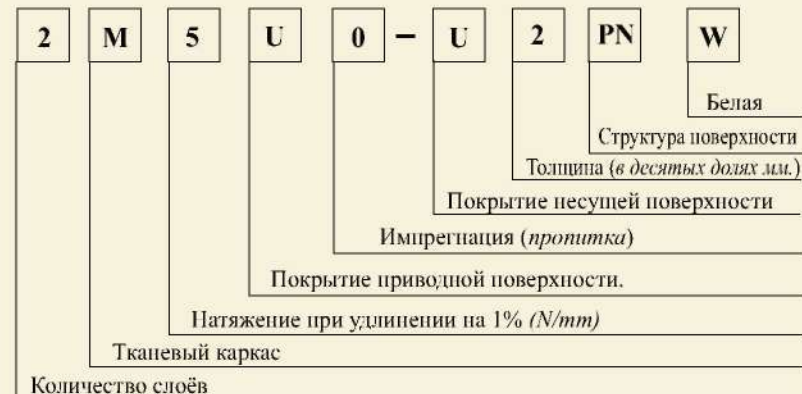 2 M 5 U 0 – U 2 PN W
Белая
Структура поверхности
Толщина (в десятых долях мм.)
Покрытие несущей поверхности
Импрегнация (пропитка)
Покрытие приводной поверхности.
Натяжение при удлинении на 1% (N/mm)
Тканевый каркас
Количество слоёв